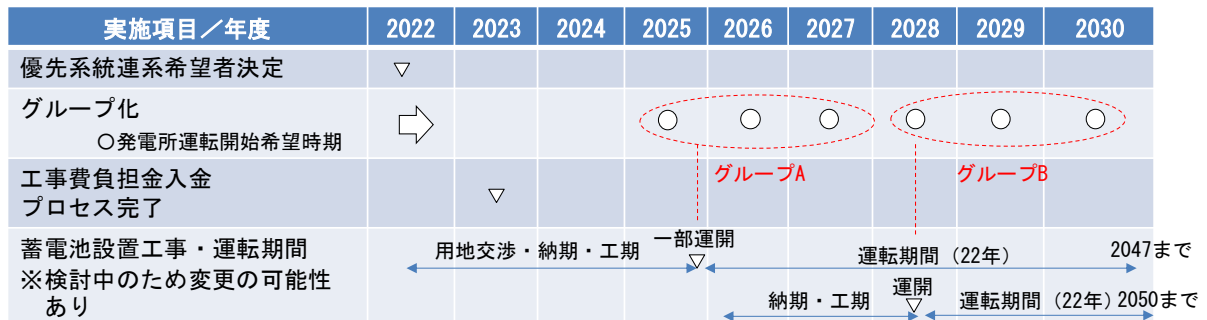 実施項目／年度 2022 2023 2024 2025 2026 2027 2028 2029 2030
優先系統連系希望者決定
グループ化
〇発電所運転開始希望時期
グループA グループB
工事費負担金入金
プロセス完了
蓄電池設置工事・運転期間
※検討中のため変更の可能性
あり
用地交渉・納期・工期 一部運開 運転期間（22年） 2047まで
納期・工期 運開 運転期間（22年） 2050まで